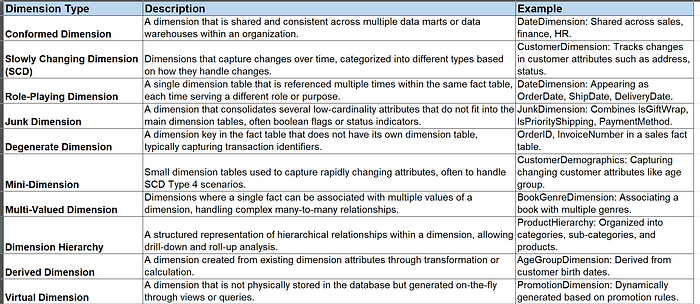 Dimension Type Description Example
Conformed Dimension
A dimension that is shared and consistent across multiple data marts or data
warehouses within an organization.
DateDimension: Shared across sales,
finance, HR.
Slowly Changing Dimension
(SCD)
Dimensions that capture changes over time, categorized into different types based
on how they handle changes.
CustomerDimension: Tracks changes
in customer attributes such as address,
status.
Role-Playing Dimension
A single dimension table that is referenced multiple times within the same fact table,
each time serving a different role or purpose.
DateDimension: Appearing as
OrderDate, ShipDate, DeliveryDate.
Junk Dimension
A dimension that consolidates several low-cardinality attributes that do not fit into the
main dimension tables, often boolean flags or status indicators.
JunkDimension: Combines IsGiftWrap,
IsPriorityShipping, PaymentMethod.
Degenerate Dimension
A dimension key in the fact table that does not have its own dimension table,
typically capturing transaction identifiers.
OrderID, InvoiceNumber in a sales fact
table.
Mini-Dimension
Small dimension tables used to capture rapidly changing attributes, often to handle
SCD Type 4 scenarios.
CustomerDemographics: Capturing
changing customer attributes like age
group.
Multi-Valued Dimension
Dimensions where a single fact can be associated with multiple values of a
dimension, handling complex many-to-many relationships.
BookGenreDimension: Associating a
book with multiple genres.
Dimension Hierarchy
A structured representation of hierarchical relationships within a dimension, allowing
drill-down and roll-up analysis.
ProductHierarchy: Organized into
categories, sub-categories, and
products.
Derived Dimension
A dimension created from existing dimension attributes through transformation or
calculation.
AgeGroupDimension: Derived from
customer birth dates.
Virtual Dimension
A dimension that is not physically stored in the database but generated on-the-fly
through views or queries.
PromotionDimension: Dynamically
generated based on promotion rules.